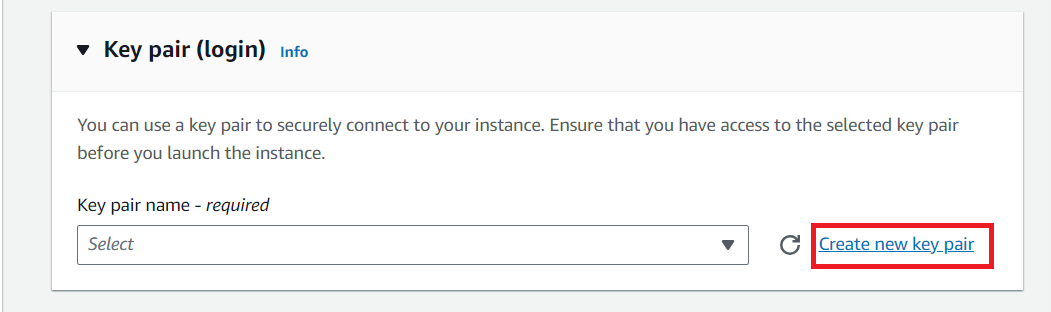 Key pair (login) Info
You can use a key pair to securely connect to your instance. Ensure that you have access to the selected key pair
before you launch the instance.
Key pair name - required
Select
Create new key pair